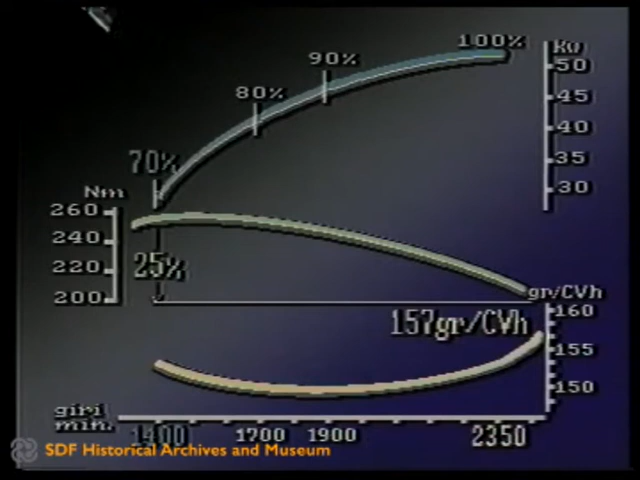 100%
90%
80%
70%
kw
50
45
40
35
30
Nm
260
240
220
200
25%
gr/CVh
160
157gr/CVh
155
150
giri
min.
1400 1700 1900 2350
SDF Historical Archives and Museum